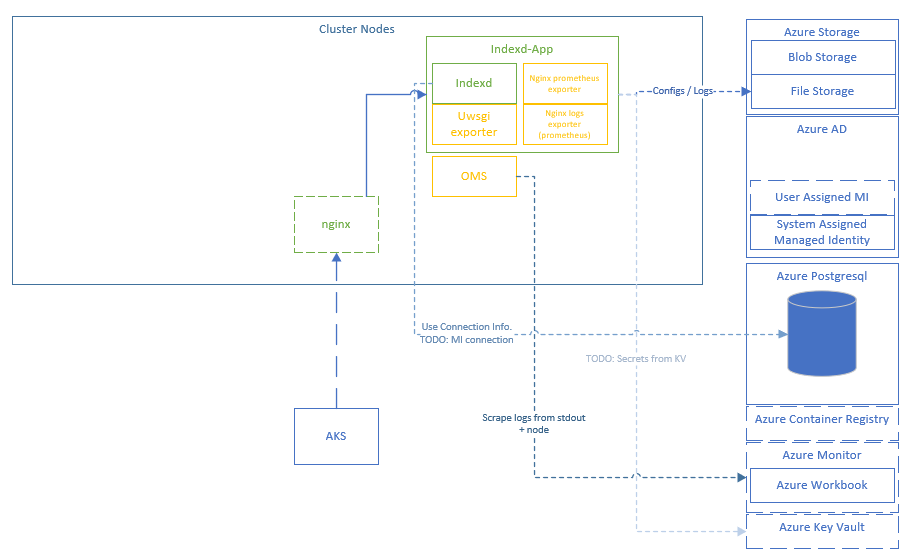 Cluster Nodes
Indexd-App
Indexd
Nginx prometheus
exporter
Uwsgi
exporter
Nginx logs
exporter
(prometheus)
OMS
nginx
AKS
Configs / Logs
Use Connection Info.
TODO: MI connection
TODO: Secrets from KV
Scrape logs from stdout
+ node
Azure Storage
Blob Storage
File Storage
Azure AD
User Assigned MI
System Assigned
Managed Identity
Azure Postgresql
Azure Container Registry
Azure Monitor
Azure Workbook
Azure Key Vault